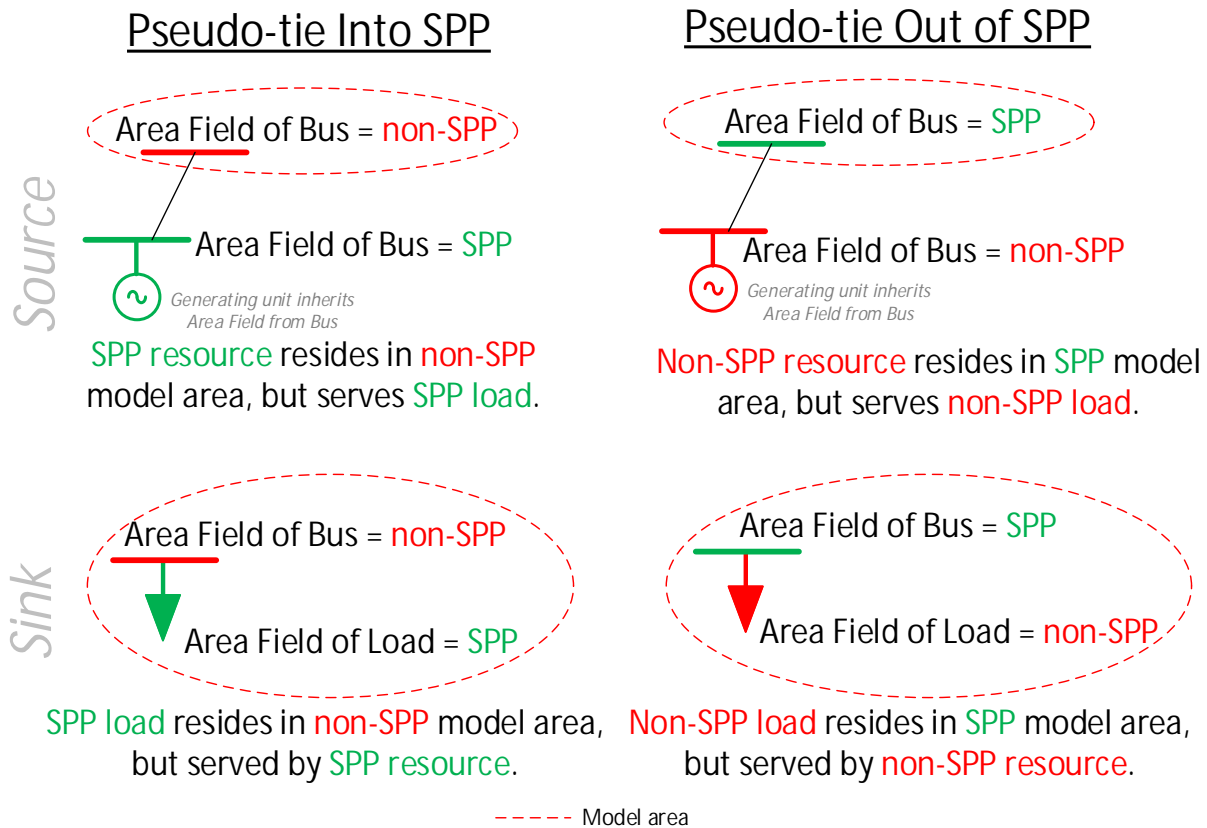 Pseudo-tie Into SPP
Pseudo-tie Out of SPP
Source
Area Field of Bus = non-SPP
Area Field of Bus = SPP
Generating unit inherits
Area Field from Bus
SPP resource resides in non-SPP
model area, but serves SPP load.
Area Field of Bus = SPP
Area Field of Bus = non-SPP
Generating unit inherits
Area Field from Bus
Non-SPP resource resides in SPP model
area, but serves non-SPP load.
Sink
Area Field of Bus = non-SPP
Area Field of Load = SPP
SPP load resides in non-SPP model area,
but served by SPP resource.
Area Field of Bus = SPP
Area Field of Load = non-SPP
Non-SPP load resides in SPP model area,
but served by non-SPP resource.
Model area